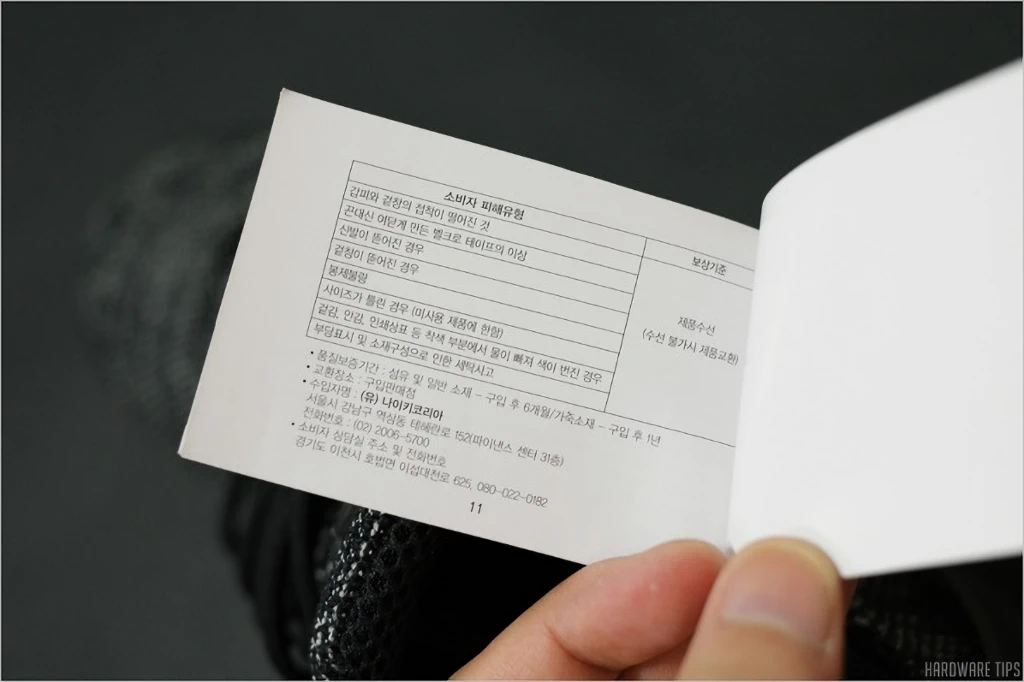 소비자 피해유형
보상기준
갑피와 겉창의 접착이 떨어진 것
끈대신 여닫게 만든 벨크로 테이프의 이상
신발이 뜯어진 경우
겉창이 뜯어진 경우
봉제불량
사이즈가 틀린 경우 (미사용 제품에 한함)
겉감, 안감, 인쇄상표 등 착색 부분에서 물이 빠져 색이 번진 경우
부당표시 및 소재구성으로 인한 세탁사고
제품수선
(수선 불가시 제품교환)
• 품질보증기간 : 섬유 및 일반 소재 - 구입 후 6개월/가죽소재 - 구입 후 1년
• 교환장소 : 구입판매점
• 수입자명 : (유) 나이키코리아
서울시 강남구 역삼동 테헤란로 152(파이낸스 센터 31층)
전화번호 : (02) 2006-5700
• 소비자 상담실 주소 및 전화번호
경기도 이천시 호법면 이섭대천로 625, 080-022-0182
11
HARDWARE TIPS